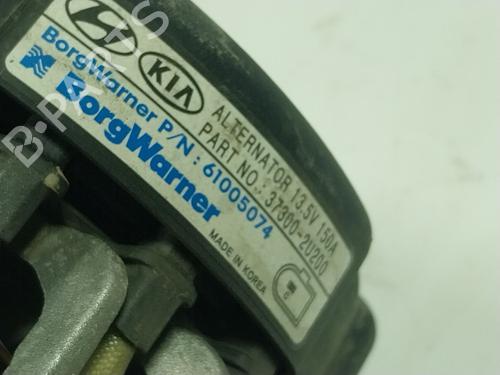 KIA
ALTERNATOR 13.5V 150A
PART NO.: 37300-2U200
BorgWarner P/N : 61005074
BorgWarner
MADE IN KOREA
B-PARTS